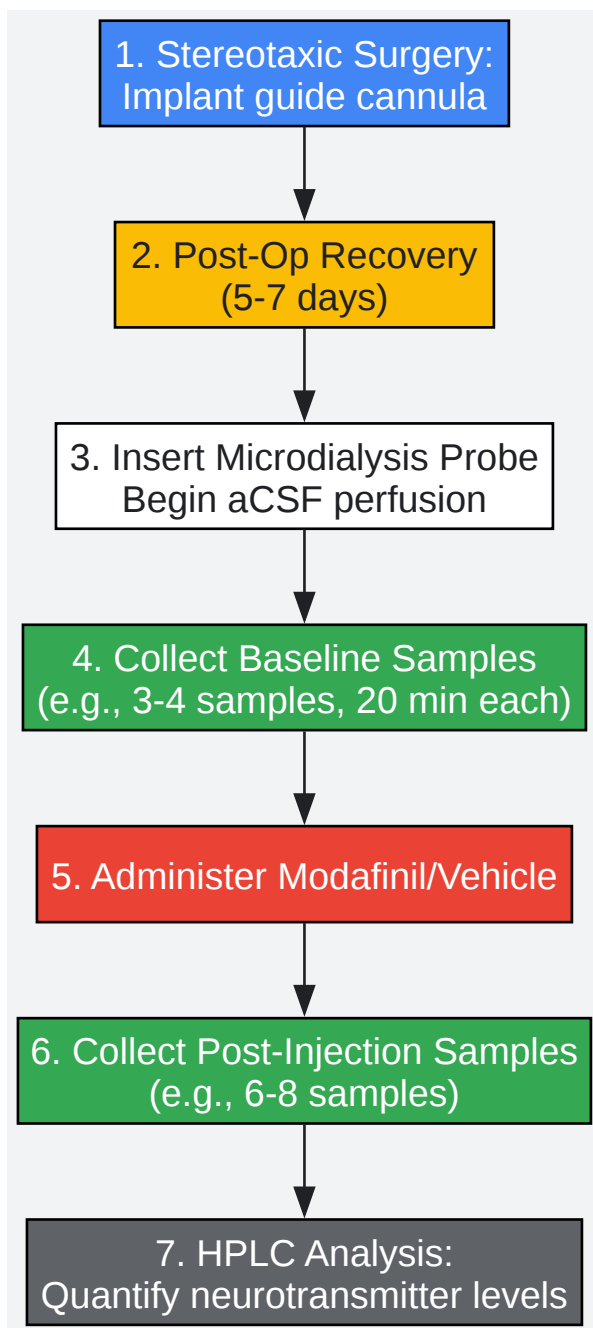 1. Stereotaxic Surgery:
Implant guide cannula
2. Post-Op Recovery
(5-7 days)
3. Insert Microdialysis Probe
Begin aCSF perfusion
4. Collect Baseline Samples
(e.g., 3-4 samples, 20 min each)
5. Administer Modafinil/Vehicle
6. Collect Post-Injection Samples
(e.g., 6-8 samples)
7. HPLC Analysis:
Quantify neurotransmitter levels